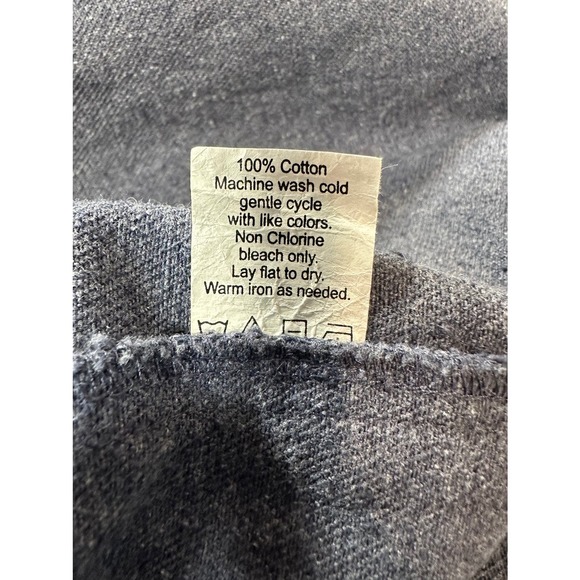 100% Cotton
Machine wash cold
gentle cycle
with like colors.
Non Chlorine
bleach only.
Lay flat to dry.
Warm iron as needed.